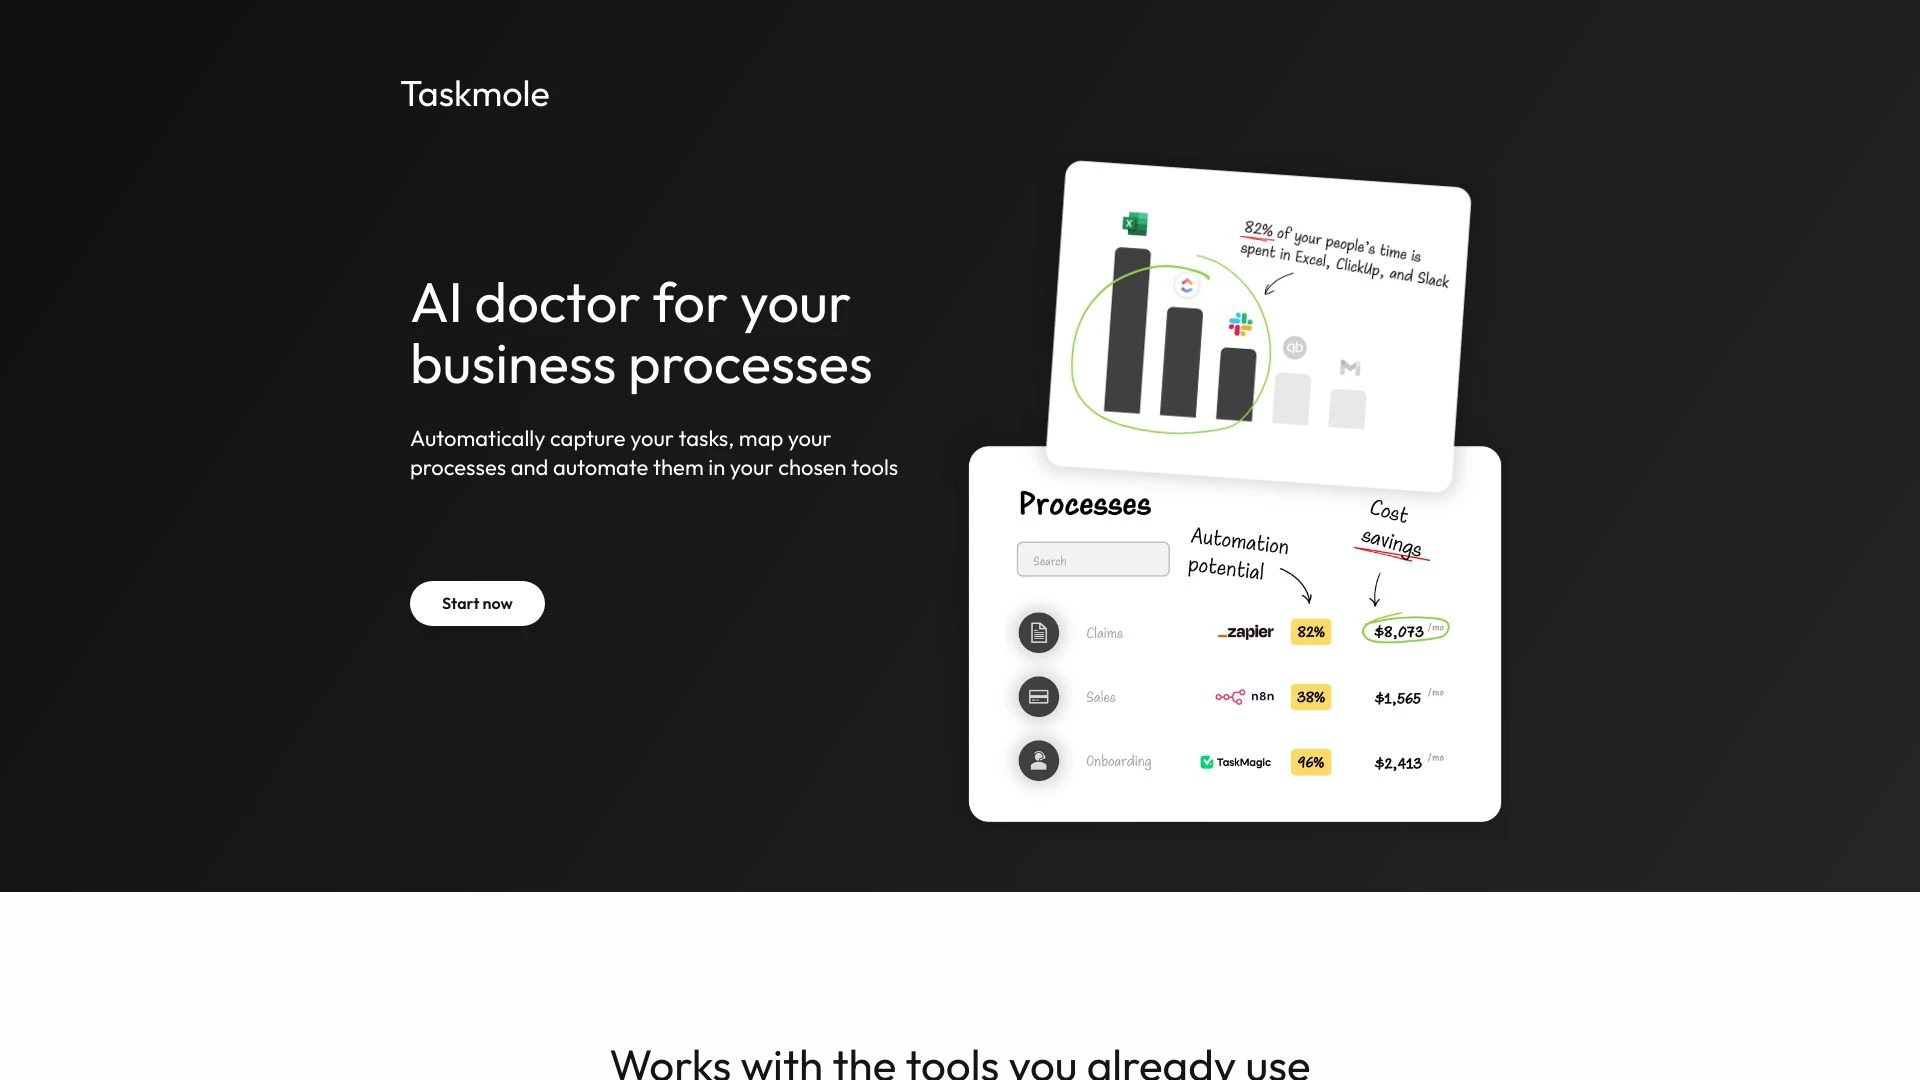 Taskmole
AI doctor for your
business processes
Automatically capture your tasks, map your
processes and automate them in your chosen tools
Start now
82% of your people's time is
spent in Excel, ClickUp, and Slack
X
qb
Processes
Search
Automation
potential
Cost
savings
Claims
zapier
82%
$8,073 /mo
Sales
n8n
38%
$1,565 /mo
Onboarding
TaskMagic
96%
$2,413 /mo
Works with the tools you already use